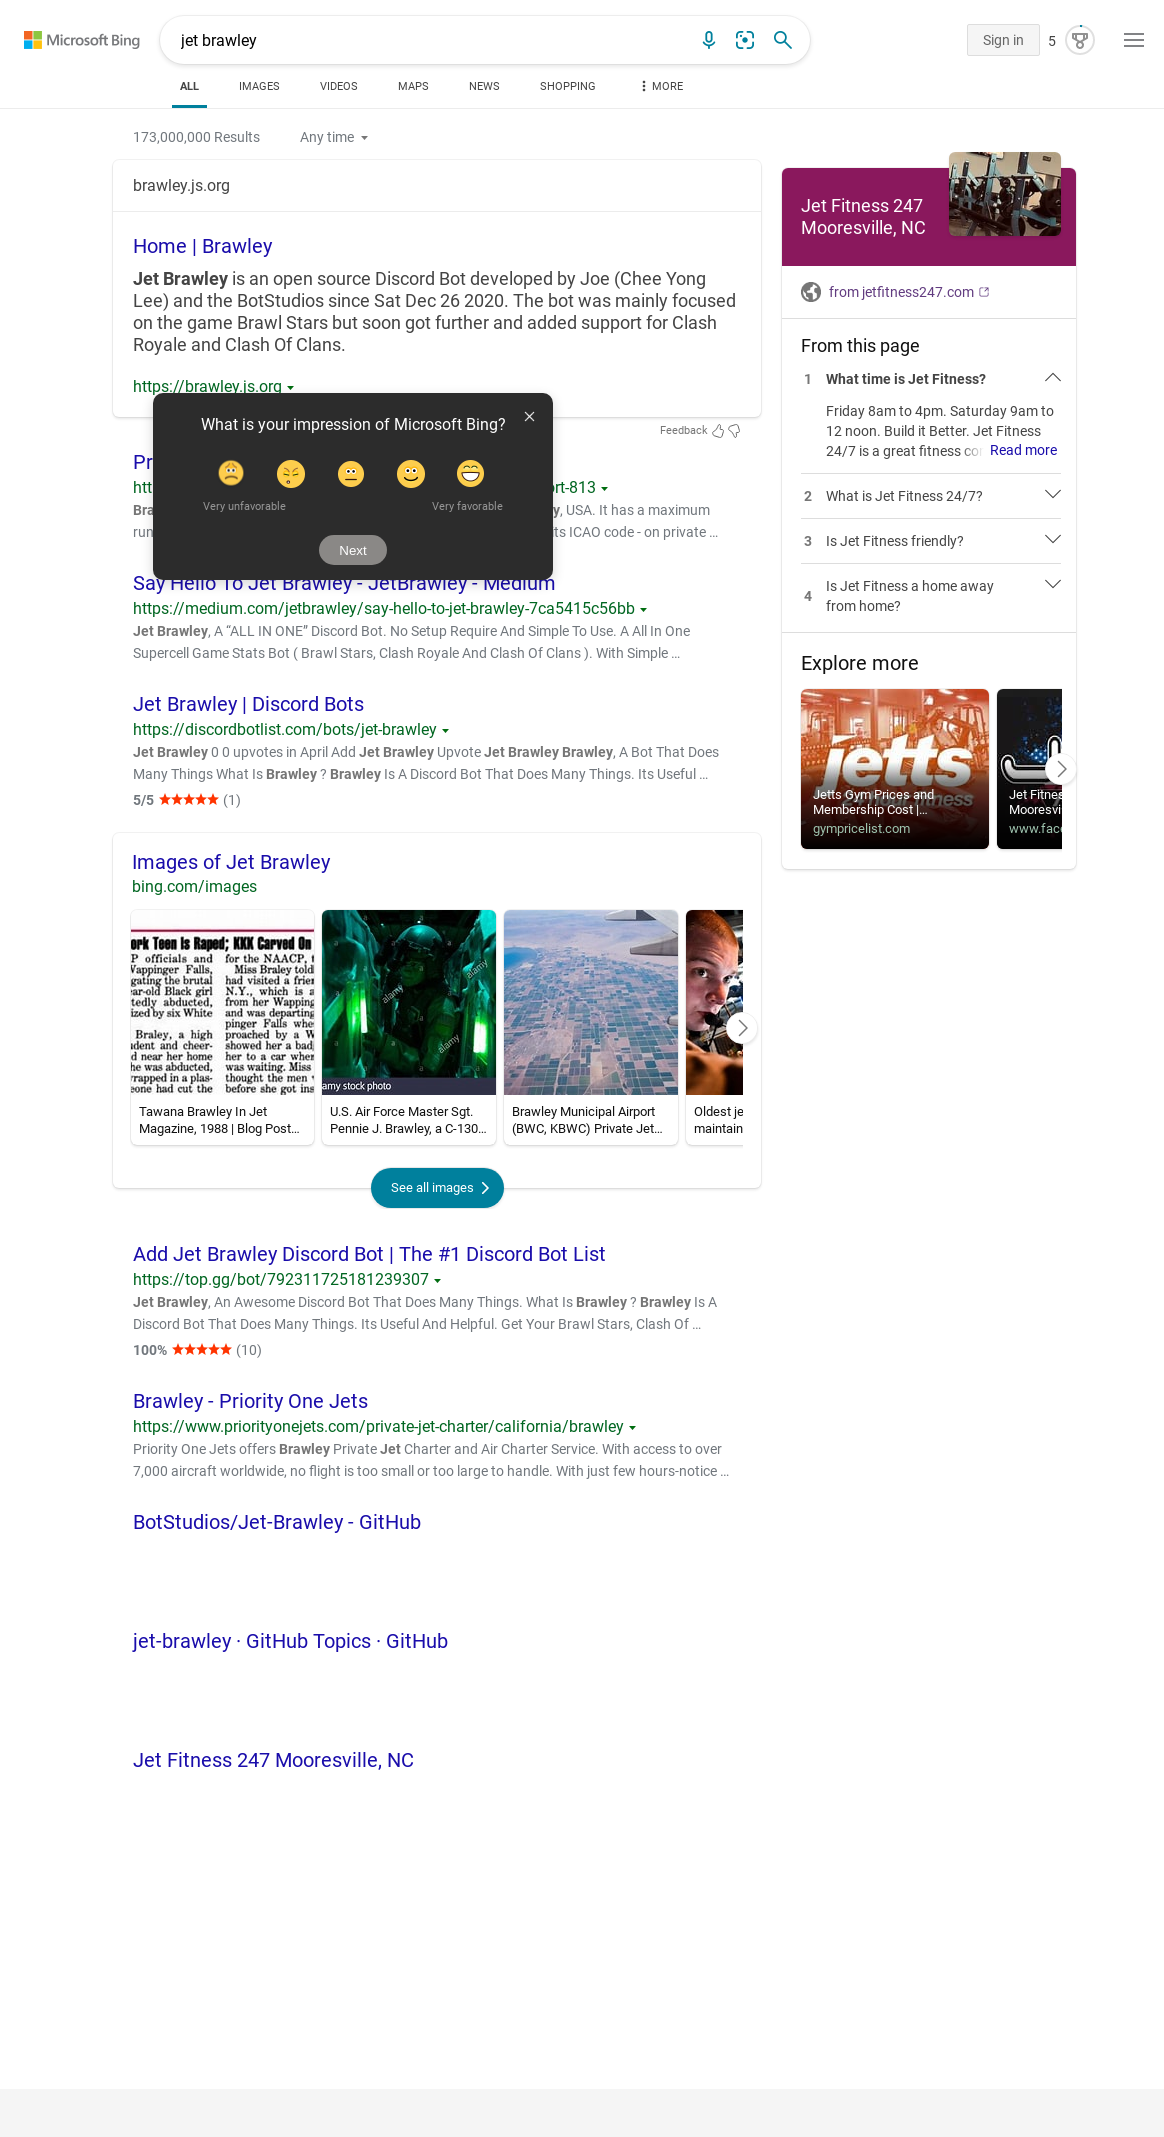 Microsoft Bing
jet brawley
Sign in
5
ALL
IMAGES
VIDEOS
MAPS
NEWS
SHOPPING
MORE
173,000,000 Results
Any time
brawley.js.org
Home | Brawley
Jet Brawley is an open source Discord Bot developed by Joe (Chee Yong
Lee) and the BotStudios since Sat Dec 26 2020. The bot was mainly focused
on the game Brawl Stars but soon got further and added support for Clash
Royale and Clash Of Clans.
https://brawley.js.org
Feedback
What is your impression of Microsoft Bing?
Very unfavorable
Very favorable
Next
Pr
htt
ort-813
Bra
y, USA. It has a maximum
run
ts ICAO code - on private …
Say Hello To Jet Brawley - JetBrawley - Medium
https://medium.com/jetbrawley/say-hello-to-jet-brawley-7ca5415c56bb
Jet Brawley, A “ALL IN ONE” Discord Bot. No Setup Require And Simple To Use. A All In One
Supercell Game Stats Bot ( Brawl Stars, Clash Royale And Clash Of Clans ). With Simple …
Jet Brawley | Discord Bots
https://discordbotlist.com/bots/jet-brawley
Jet Brawley 0 0 upvotes in April Add Jet Brawley Upvote Jet Brawley Brawley, A Bot That Does
Many Things What Is Brawley ? Brawley Is A Discord Bot That Does Many Things. Its Useful …
5/5
(1)
Images of Jet Brawley
bing.com/images
ork Teen Is Raped; KKK Carved On
P officials and
Wappinger Falls,
gating the brutal
ear-old Black girl
tedly abducted,
ized by six White
Braley, a high
dent and cheer-
d near her home
he was abducted,
wrapped in a plas-
eone had cut the
for the NAACP, t
Miss Braley told
had visited a frien
N.Y., which is a
from her Wapping
and was departing
pinger Falls whe
proached by a W
showed her a bad
her to a car wher
was waiting. Miss
thought the men w
before she got ins
alamy
alamy
alamy
amy stock photo
Tawana Brawley In Jet
Magazine, 1988 | Blog Post…
U.S. Air Force Master Sgt.
Pennie J. Brawley, a C-130…
Brawley Municipal Airport
(BWC, KBWC) Private Jet…
Oldest je
maintain
See all images
Add Jet Brawley Discord Bot | The #1 Discord Bot List
https://top.gg/bot/792311725181239307
Jet Brawley, An Awesome Discord Bot That Does Many Things. What Is Brawley ? Brawley Is A
Discord Bot That Does Many Things. Its Useful And Helpful. Get Your Brawl Stars, Clash Of …
100%
(10)
Brawley - Priority One Jets
https://www.priorityonejets.com/private-jet-charter/california/brawley
Priority One Jets offers Brawley Private Jet Charter and Air Charter Service. With access to over
7,000 aircraft worldwide, no flight is too small or too large to handle. With just few hours-notice …
BotStudios/Jet-Brawley - GitHub
jet-brawley · GitHub Topics · GitHub
Jet Fitness 247 Mooresville, NC
Jet Fitness 247
Mooresville, NC
from jetfitness247.com
From this page
1 What time is Jet Fitness?
Friday 8am to 4pm. Saturday 9am to
12 noon. Build it Better. Jet Fitness
24/7 is a great fitness co Read more
2 What is Jet Fitness 24/7?
3 Is Jet Fitness friendly?
4 Is Jet Fitness a home away
from home?
Explore more
jetts
24 hour fitness
Jetts Gym Prices and
Membership Cost |…
gympricelist.com
Jet Fitnes
Mooresvi
www.face